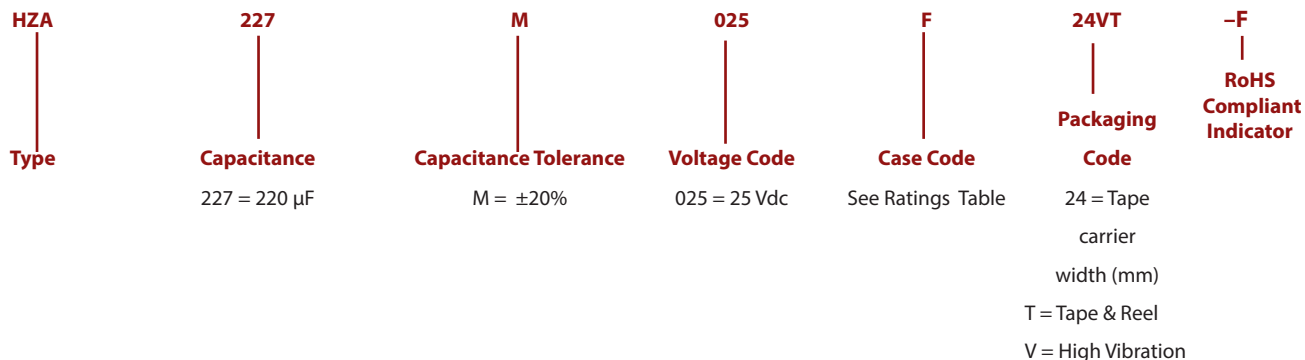 HZA 227 M 025 F 24VT –F
RoHS
Compliant
Indicator
Packaging
Type Capacitance Capacitance Tolerance Voltage Code Case Code Code
227 = 220 µF M = ±20% 025 = 25 Vdc See Ratings Table 24 = Tape
carrier
width (mm)
T = Tape & Reel
V = High Vibration